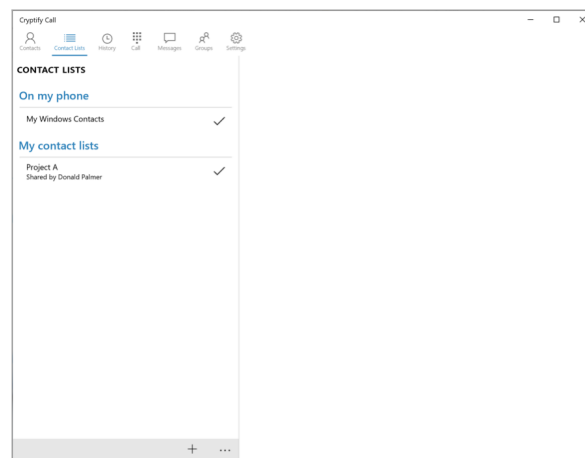 Cryptify Call
Contacts
Contact Lists
History
Call
Messages
Groups
Settings
CONTACT LISTS
On my phone
My Windows Contacts
My contact lists
Project A
Shared by Donald Palmer